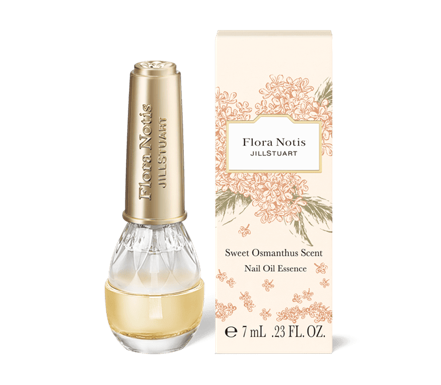 Flora Notis
JILLSTUART
Flora Notis
JILLSTUART
Sweet Osmanthus Scent
Nail Oil Essence
℮ 7 mL .23 FL. OZ.